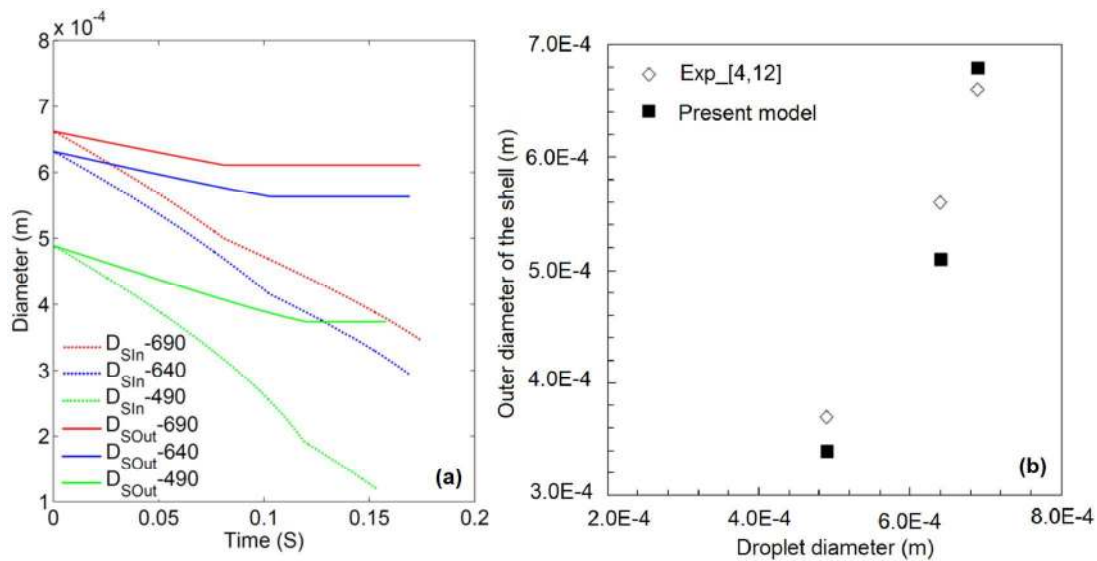 8 x 10⁻⁴
7
6
5
4
3
2
1
0
0.05
0.1
0.15
0.2
Diameter (m)
Time (S)
D_SIn-690
D_SIn-640
D_SIn-490
D_SOut-690
D_SOut-640
D_SOut-490
(a)
7.0E-4
6.0E-4
5.0E-4
4.0E-4
3.0E-4
2.0E-4
4.0E-4
6.0E-4
8.0E-4
Outer diameter of the shell (m)
Droplet diameter (m)
Exp_[4,12]
Present model
(b)